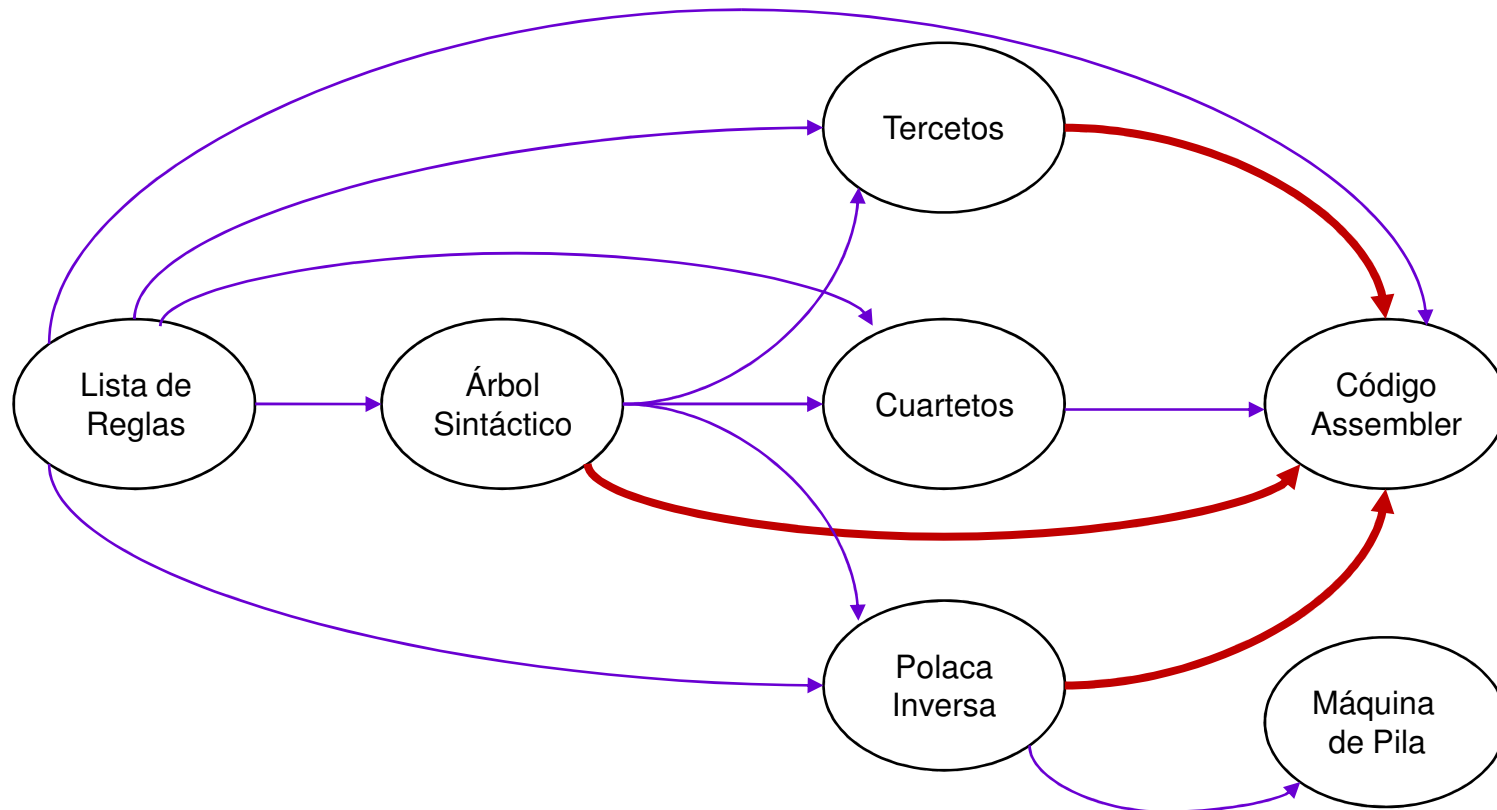 Tercetos
Lista de
Reglas
Árbol
Sintáctico
Cuartetos
Código
Assembler
Polaca
Inversa
Máquina
de Pila